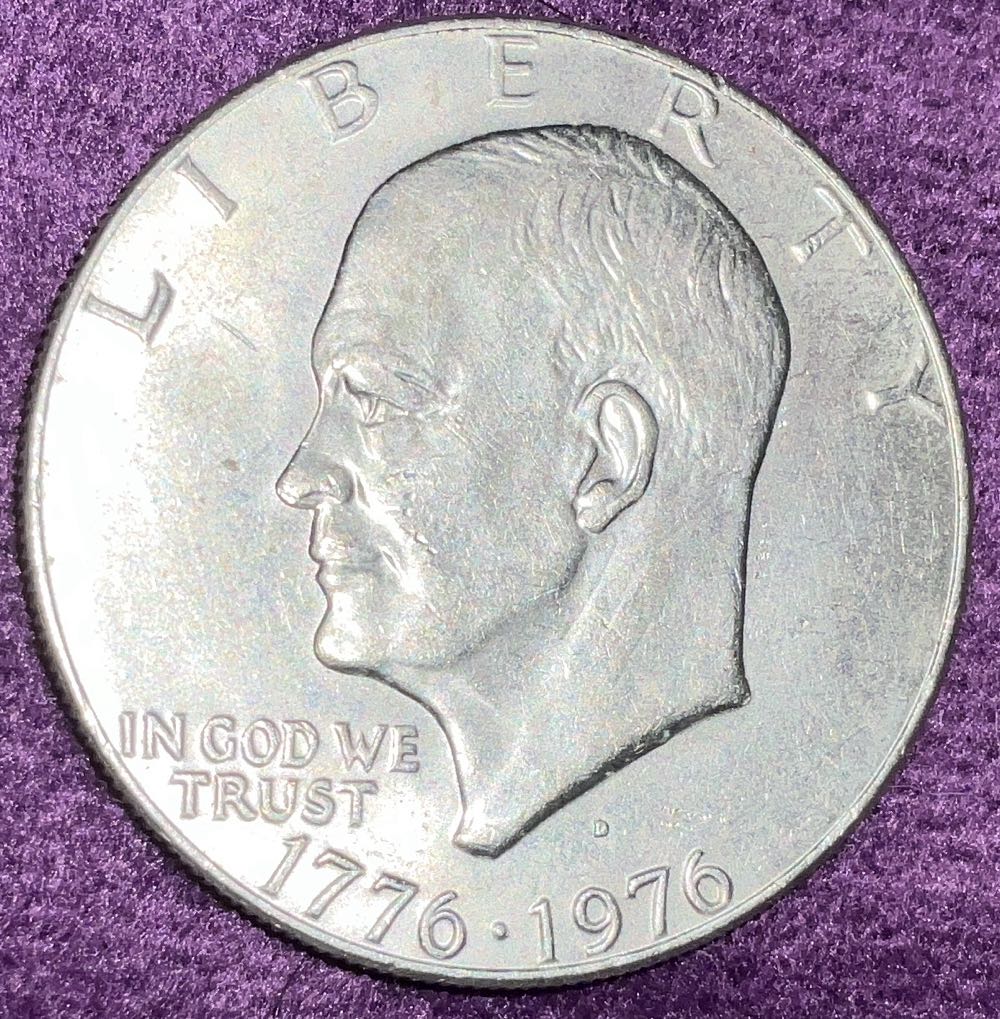 LIBERTY
IN GOD WE
TRUST
D
1776 · 1976